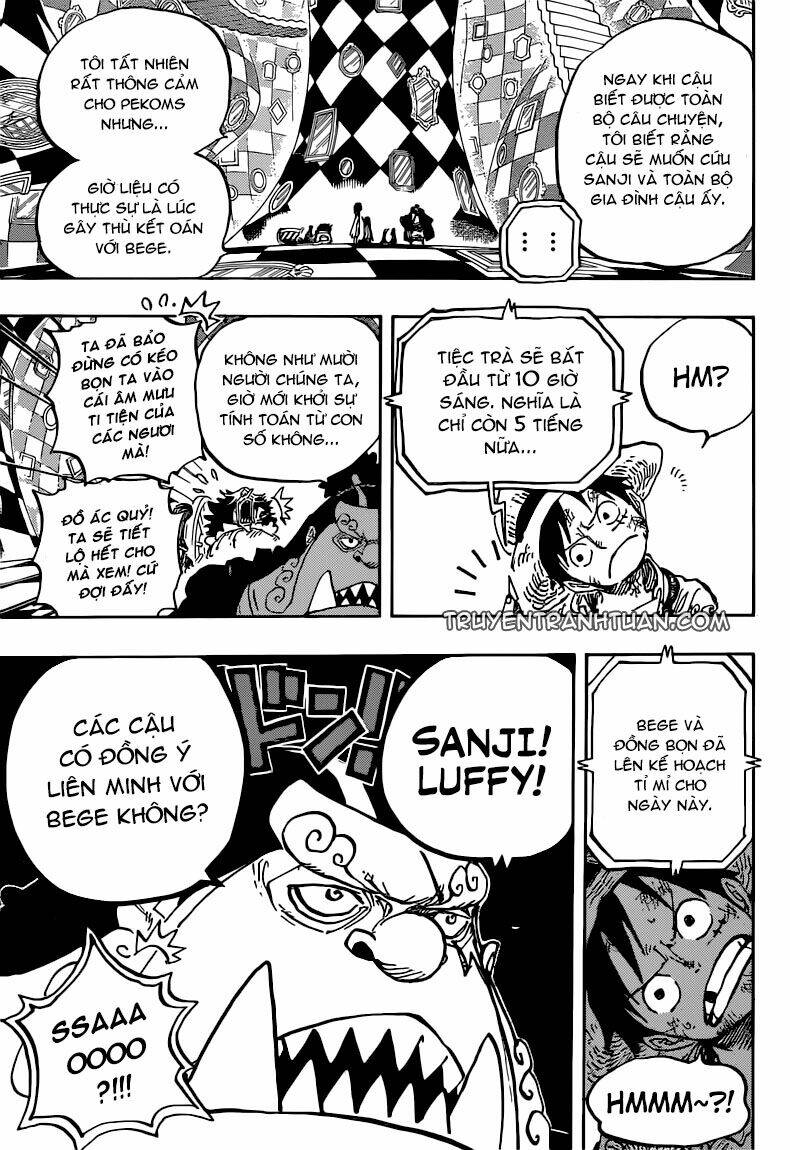 NGAY KHI CẬU
BIẾT ĐƯỢC TOÀN
BỘ CÂU CHUYỆN,
TÔI BIẾT RẰNG
CẬU SẼ MUỐN CỨU
SANJI VÀ TOÀN BỘ
GIA ĐÌNH CẬU ẤY.
...
...
TÔI TẤT NHIÊN
RẤT THÔNG CẢM
CHO PEKOMS
NHƯNG...
GIỜ LIỆU CÓ
THỰC SỰ LÀ LÚC
GÂY THÙ KẾT OÁN
VỚI BEGE.
HM?
TIỆC TRÀ SẼ BẮT
ĐẦU TỪ 10 GIỜ
SÁNG. NGHĨA LÀ
CHỈ CÒN 5 TIẾNG
NỮA...
KHÔNG NHƯ MƯỜI
NGƯỜI CHÚNG TA,
GIỜ MỚI KHỞI SỰ
TÍNH TOÁN TỪ CON
SỐ KHÔNG...
TA ĐÃ BẢO
ĐỪNG CÓ KÉO
BỌN TA VÀO
CÁI ÂM MƯU
TI TIỆN CỦA
CÁC NGƯƠI
MÀ!
ĐỒ ÁC QUỶ!
TA SẼ TIẾT
LỘ HẾT CHO
MÀ XEM! CỨ
ĐỢI ĐẤY!
TRUYENTRANHTUAN.COM
BEGE VÀ
ĐỒNG BỌN ĐÃ
LÊN KẾ HOẠCH
TỈ MỈ CHO
NGÀY NÀY.
HMMM~?!
SANJI!
LUFFY!
ドン!!
CÁC CẬU
CÓ ĐỒNG Ý
LIÊN MINH VỚI
BEGE KHÔNG?
SSAAA
OOOO
?!!!